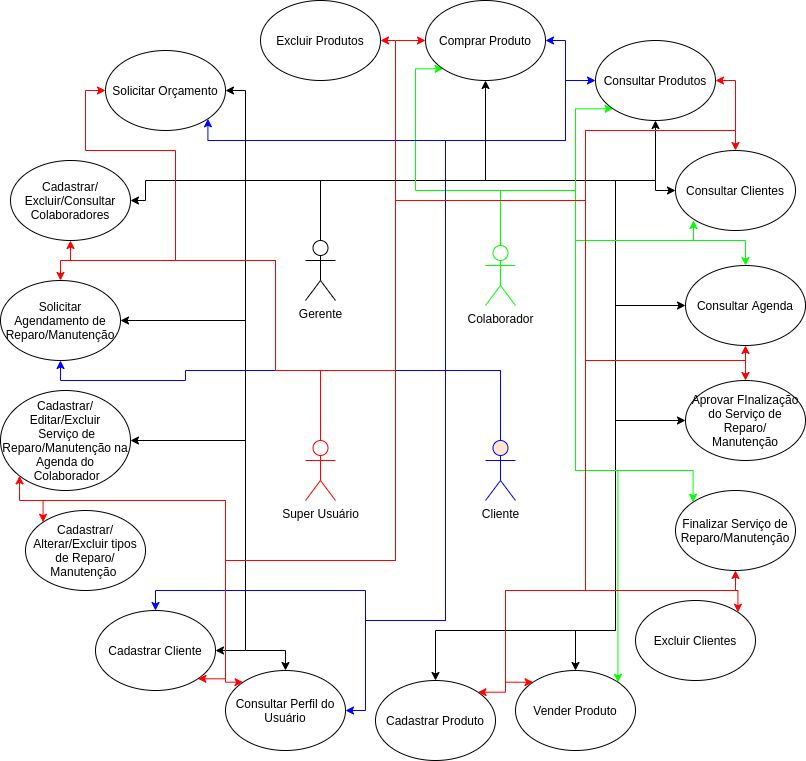 Excluir Produtos
Comprar Produto
Solicitar Orçamento
Consultar Produtos
Cadastrar/
Excluir/Consultar
Colaboradores
Consultar Clientes
Solicitar
Agendamento de
Reparo/Manutenção
Gerente
Colaborador
Consultar Agenda
Cadastrar/
Editar/Excluir
Serviço de
Reparo/Manutenção na
Agenda do
Colaborador
Aprovar FInalização
do Serviço de
Reparo/
Manutenção
Super Usuário
Cliente
Cadastrar/
Alterar/Excluir tipos
de Reparo/
Manutenção
Finalizar Serviço de
Reparo/Manutenção
Cadastrar Cliente
Excluir Clientes
Consultar Perfil do
Usuário
Cadastrar Produto
Vender Produto